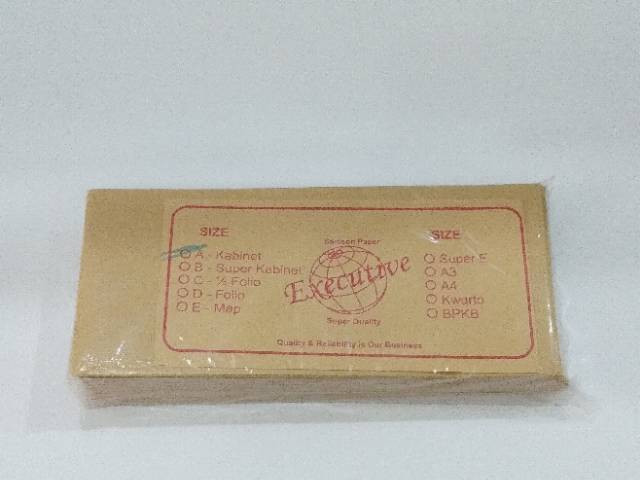 SIZE
A - Kabinet
B - Super Kabinet
C - ½ Folio
D - Folio
E - Map
Samson Paper
Executive
Super Quality
SIZE
Super E
A3
A4
Kwarto
BPKB
Quality & Reliability is Our Business